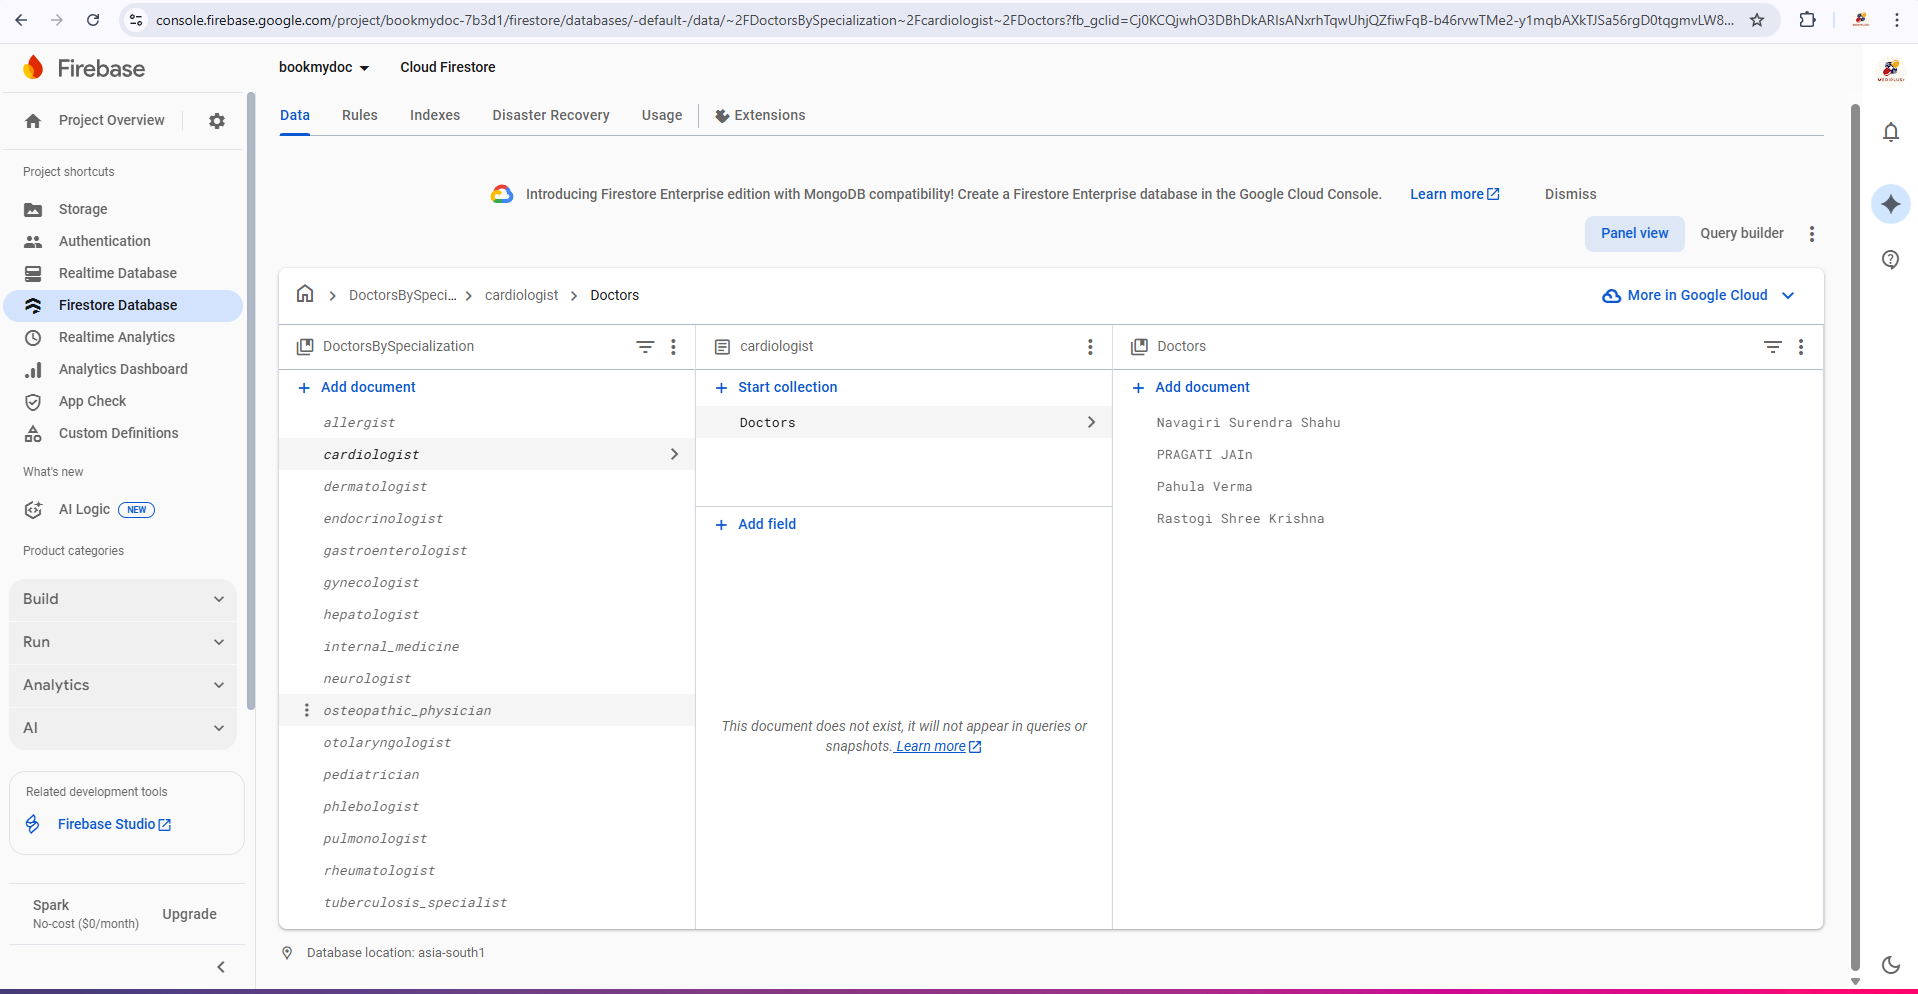 console.firebase.google.com/project/bookmydoc-7b3d1/firestore/databases/-default-/data/~2FDoctorsBySpecialization~2Fcardiologist~2FDoctors?fb_gclid=Cj0KCQjwhO3DBhDkARIsANxrhTqwUhjQZfiwFqB-b46rvwTMe2-y1mqbAXkTJSa56rgD0tqgmvLW8...
Firebase
bookmydoc
Cloud Firestore
Project Overview
Data
Rules
Indexes
Disaster Recovery
Usage
Extensions
Project shortcuts
Storage
Authentication
Realtime Database
Firestore Database
Realtime Analytics
Analytics Dashboard
App Check
Custom Definitions
What's new
AI Logic NEW
Product categories
Build
Run
Analytics
AI
Related development tools
Firebase Studio
Spark
No-cost ($0/month)
Upgrade
Introducing Firestore Enterprise edition with MongoDB compatibility! Create a Firestore Enterprise database in the Google Cloud Console.
Learn more
Dismiss
Panel view
Query builder
DoctorsBySpeci... > cardiologist > Doctors
More in Google Cloud
DoctorsBySpecialization
+ Add document
allergist
cardiologist
dermatologist
endocrinologist
gastroenterologist
gynecologist
hepatologist
internal_medicine
neurologist
osteopathic_physician
otolaryngologist
pediatrician
phlebologist
pulmonologist
rheumatologist
tuberculosis_specialist
cardiologist
+ Start collection
Doctors
+ Add field
This document does not exist, it will not appear in queries or
snapshots. Learn more
Doctors
+ Add document
Navagiri Surendra Shahu
PRAGATI JAIn
Pahula Verma
Rastogi Shree Krishna
Database location: asia-south1